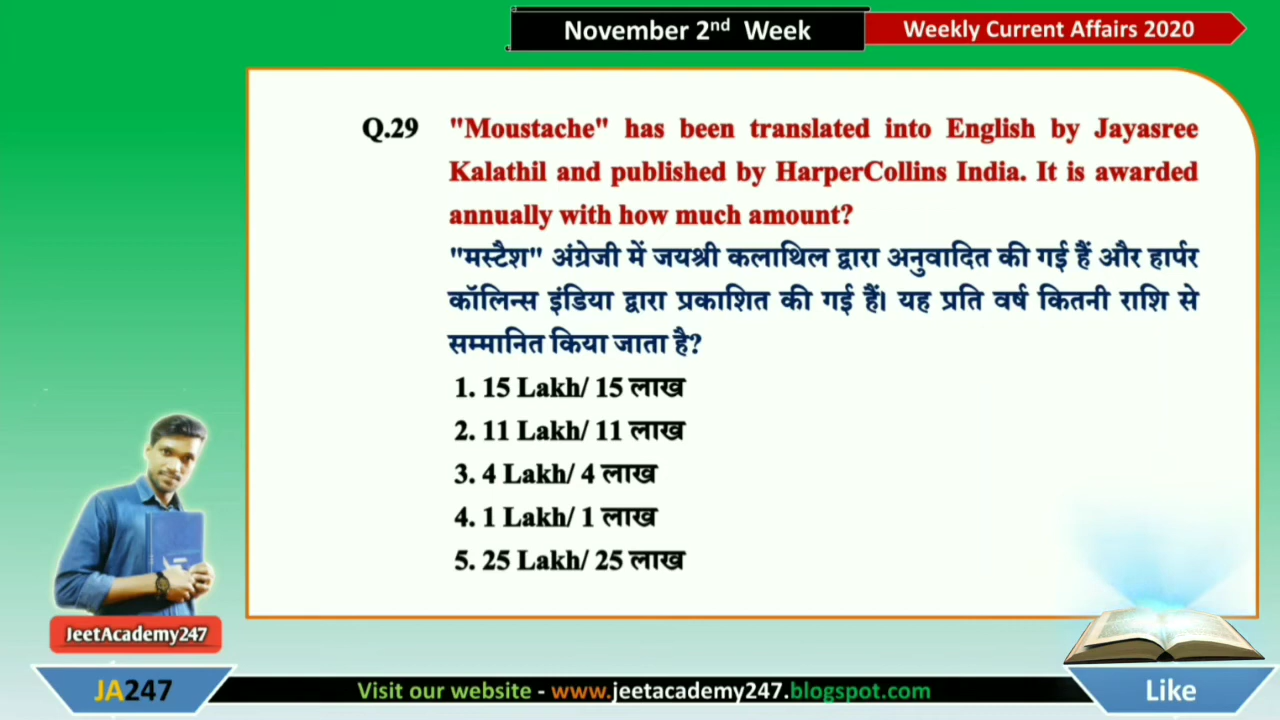 November 2nd Week
Weekly Current Affairs 2020
Q.29 "Moustache" has been translated into English by Jayasree
Kalathil and published by HarperCollins India. It is awarded
annually with how much amount?
"मस्टैश" अंग्रेजी में जयश्री कलाथिल द्वारा अनुवादित की गई हैं और हार्पर
कॉलिन्स इंडिया द्वारा प्रकाशित की गई हैं। यह प्रति वर्ष कितनी राशि से
सम्मानित किया जाता है?
1. 15 Lakh/ 15 लाख
2. 11 Lakh/ 11 लाख
3. 4 Lakh/ 4 लाख
4. 1 Lakh/ 1 लाख
5. 25 Lakh/ 25 लाख
JeetAcademy247
JA247
Visit our website - www.jeetacademy247.blogspot.com
Like